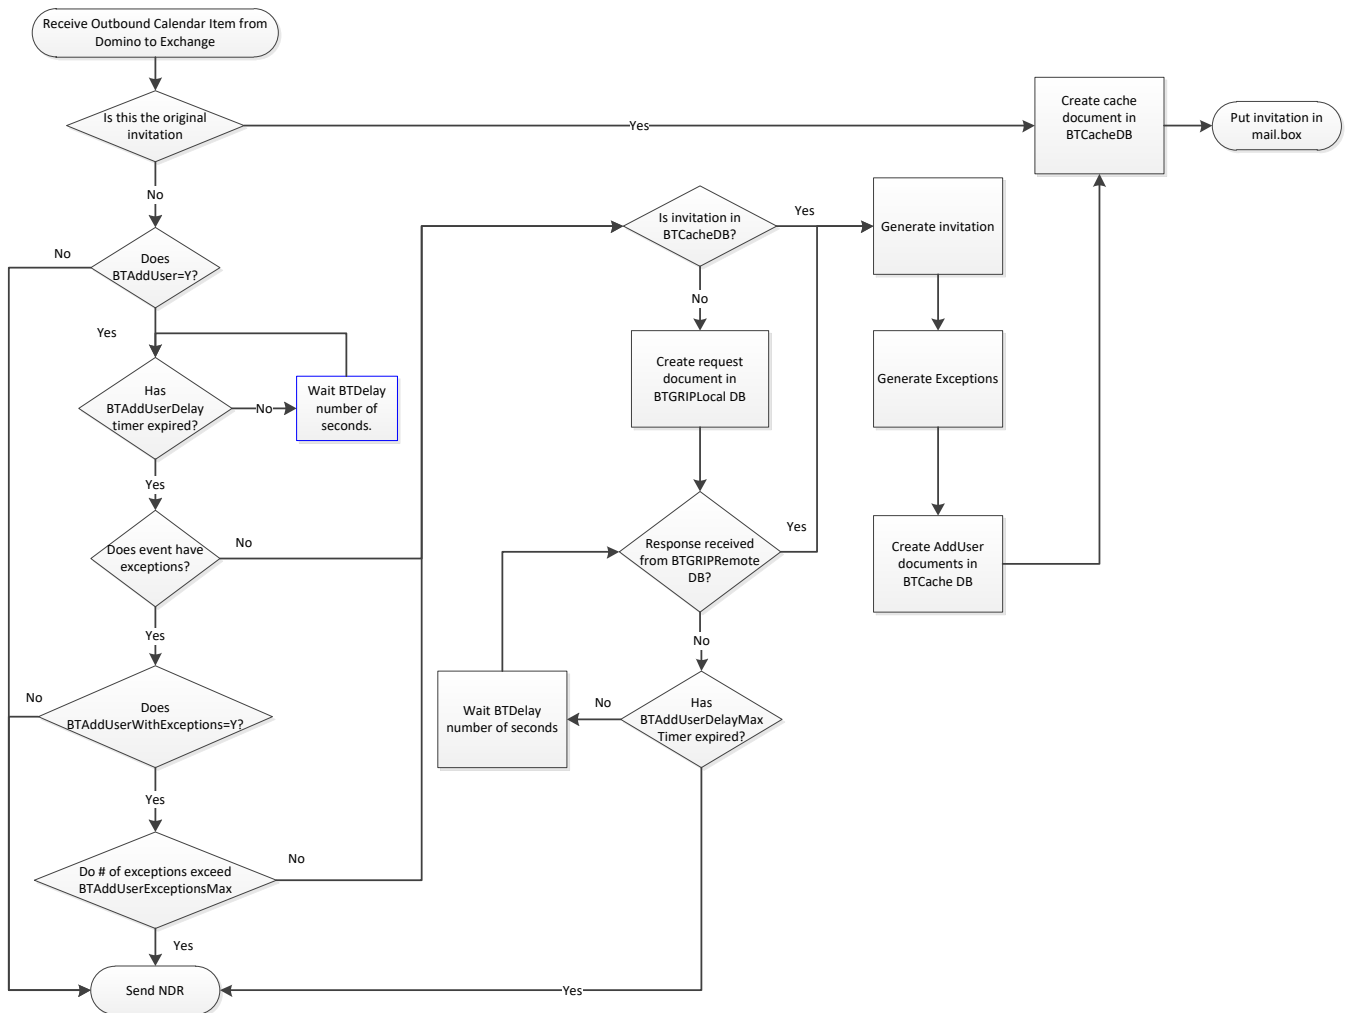 Receive Outbound Calendar Item from
Domino to Exchange
Is this the original
invitation
Yes
Create cache
document in
BTCacheDB
Put invitation in
mail.box
No
Does
BTAddUser=Y?
No
Yes
Has
BTAddUserDelay
timer expired?
No
Wait BTDelay
number of
seconds.
Yes
Does event have
exceptions?
No
Yes
Does
BTAddUserWithExceptions=Y?
No
Yes
Do # of exceptions exceed
BTAddUserExceptionsMax
No
Yes
Send NDR
Is invitation in
BTCacheDB?
Yes
No
Create request
document in
BTGRIPLocal DB
Response received
from BTGRIPRemote
DB?
Yes
No
Has
BTAddUserDelayMax
Timer expired?
No
Wait BTDelay
number of seconds
Yes
Generate invitation
Generate Exceptions
Create AddUser
documents in
BTCache DB